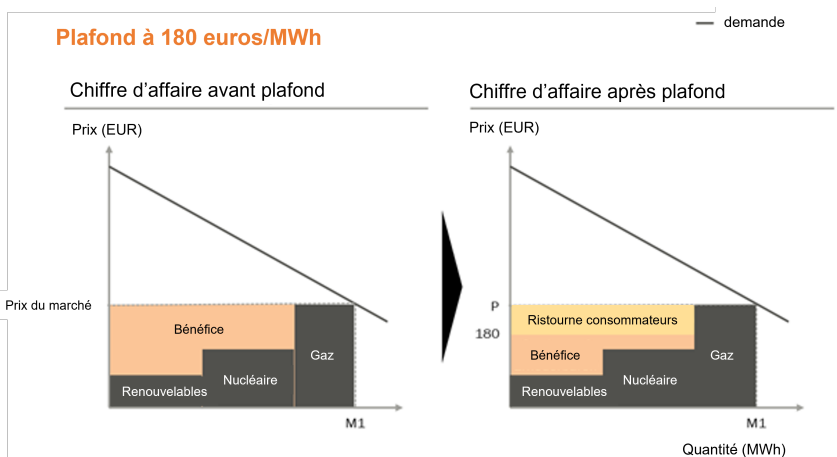 demande
Plafond à 180 euros/MWh
Chiffre d’affaire avant plafond
Prix (EUR)
Prix du marché
Bénéfice
Gaz
Nucléaire
Renouvelables
M1
Chiffre d’affaire après plafond
Prix (EUR)
P
Ristourne consommateurs
180
Bénéfice
Gaz
Nucléaire
Renouvelables
M1
Quantité (MWh)